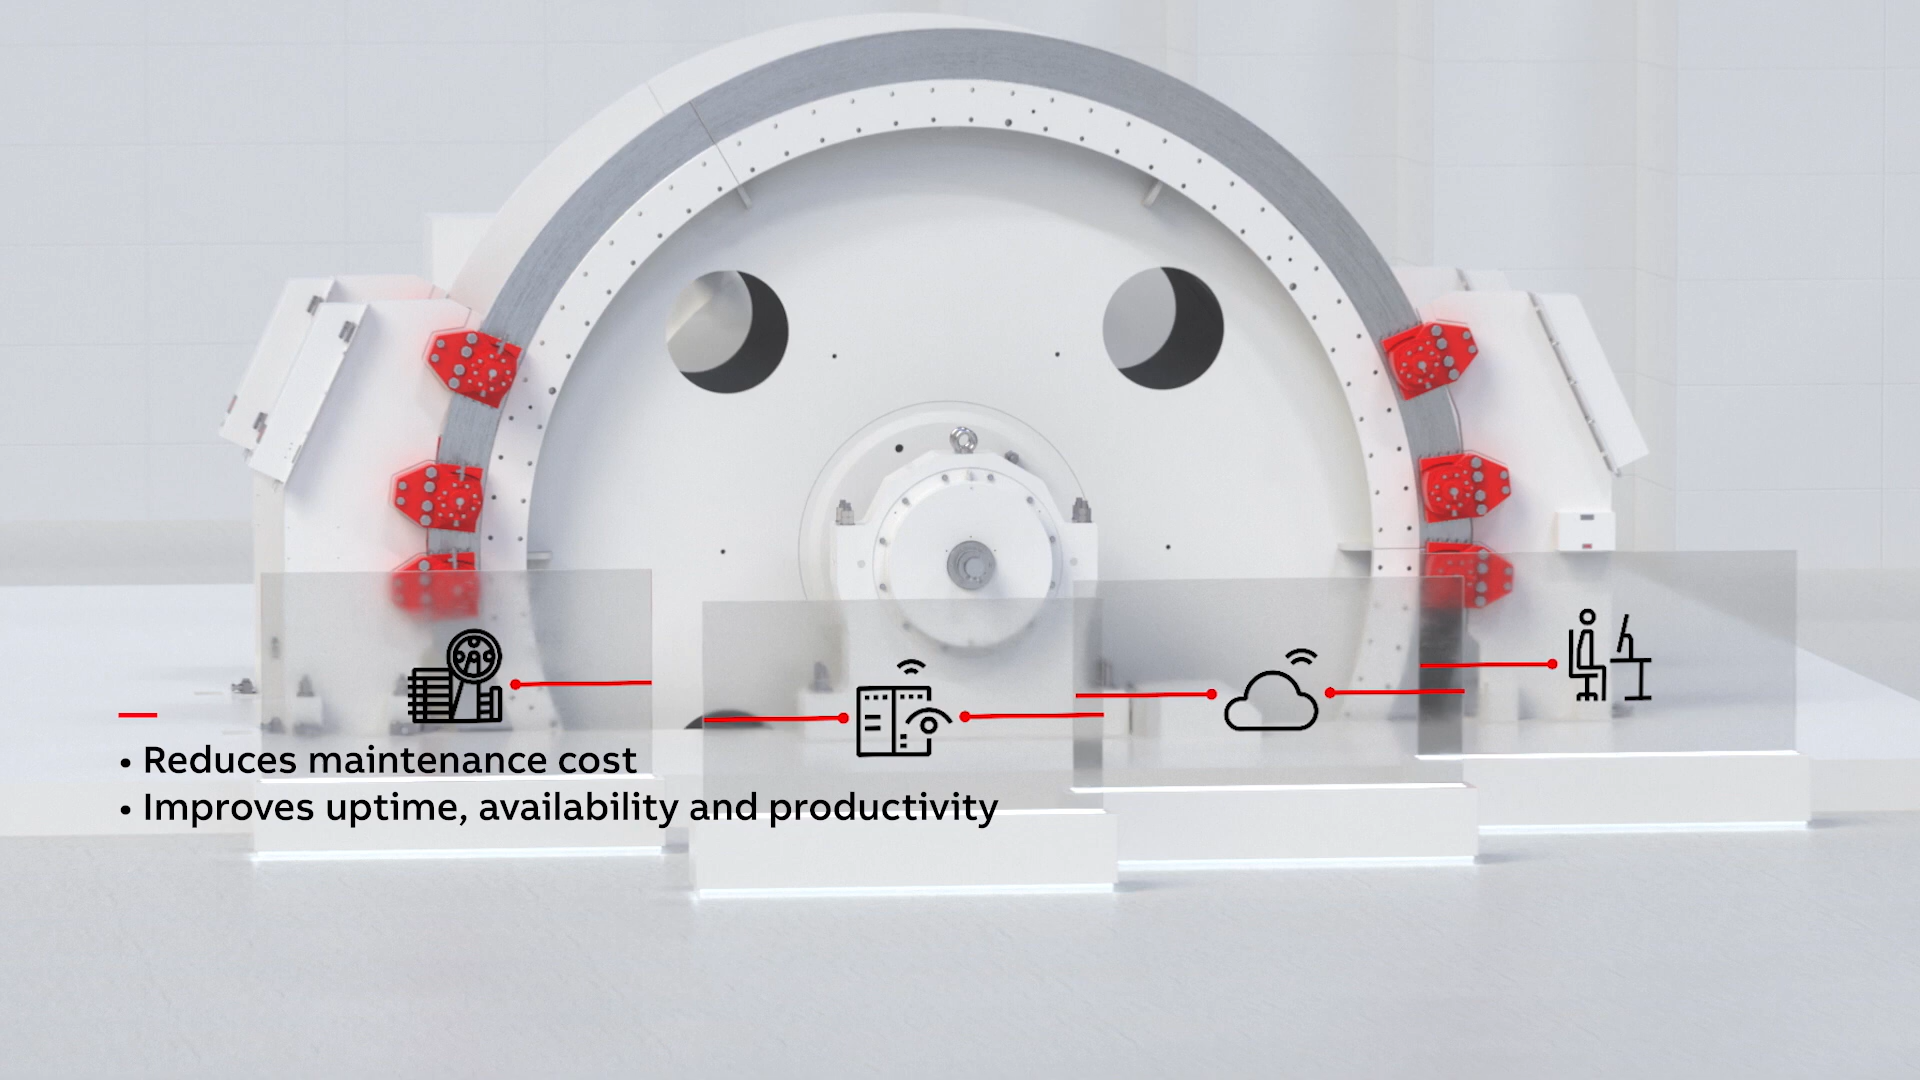 • Reduces maintenance cost
• Improves uptime, availability and productivity